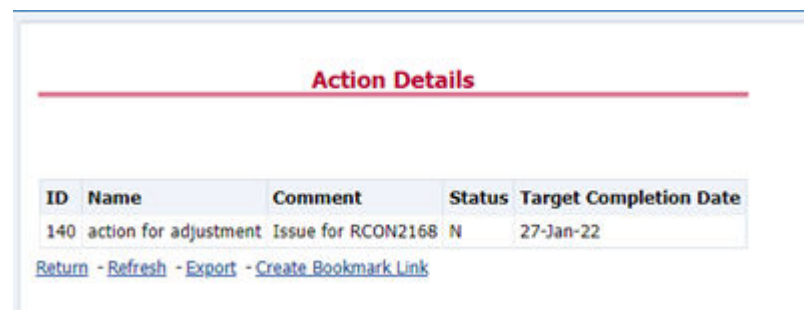 Action Details
ID Name Comment Status Target Completion Date
140 action for adjustment Issue for RCON2168 N 27-Jan-22
Return - Refresh - Export - Create Bookmark Link